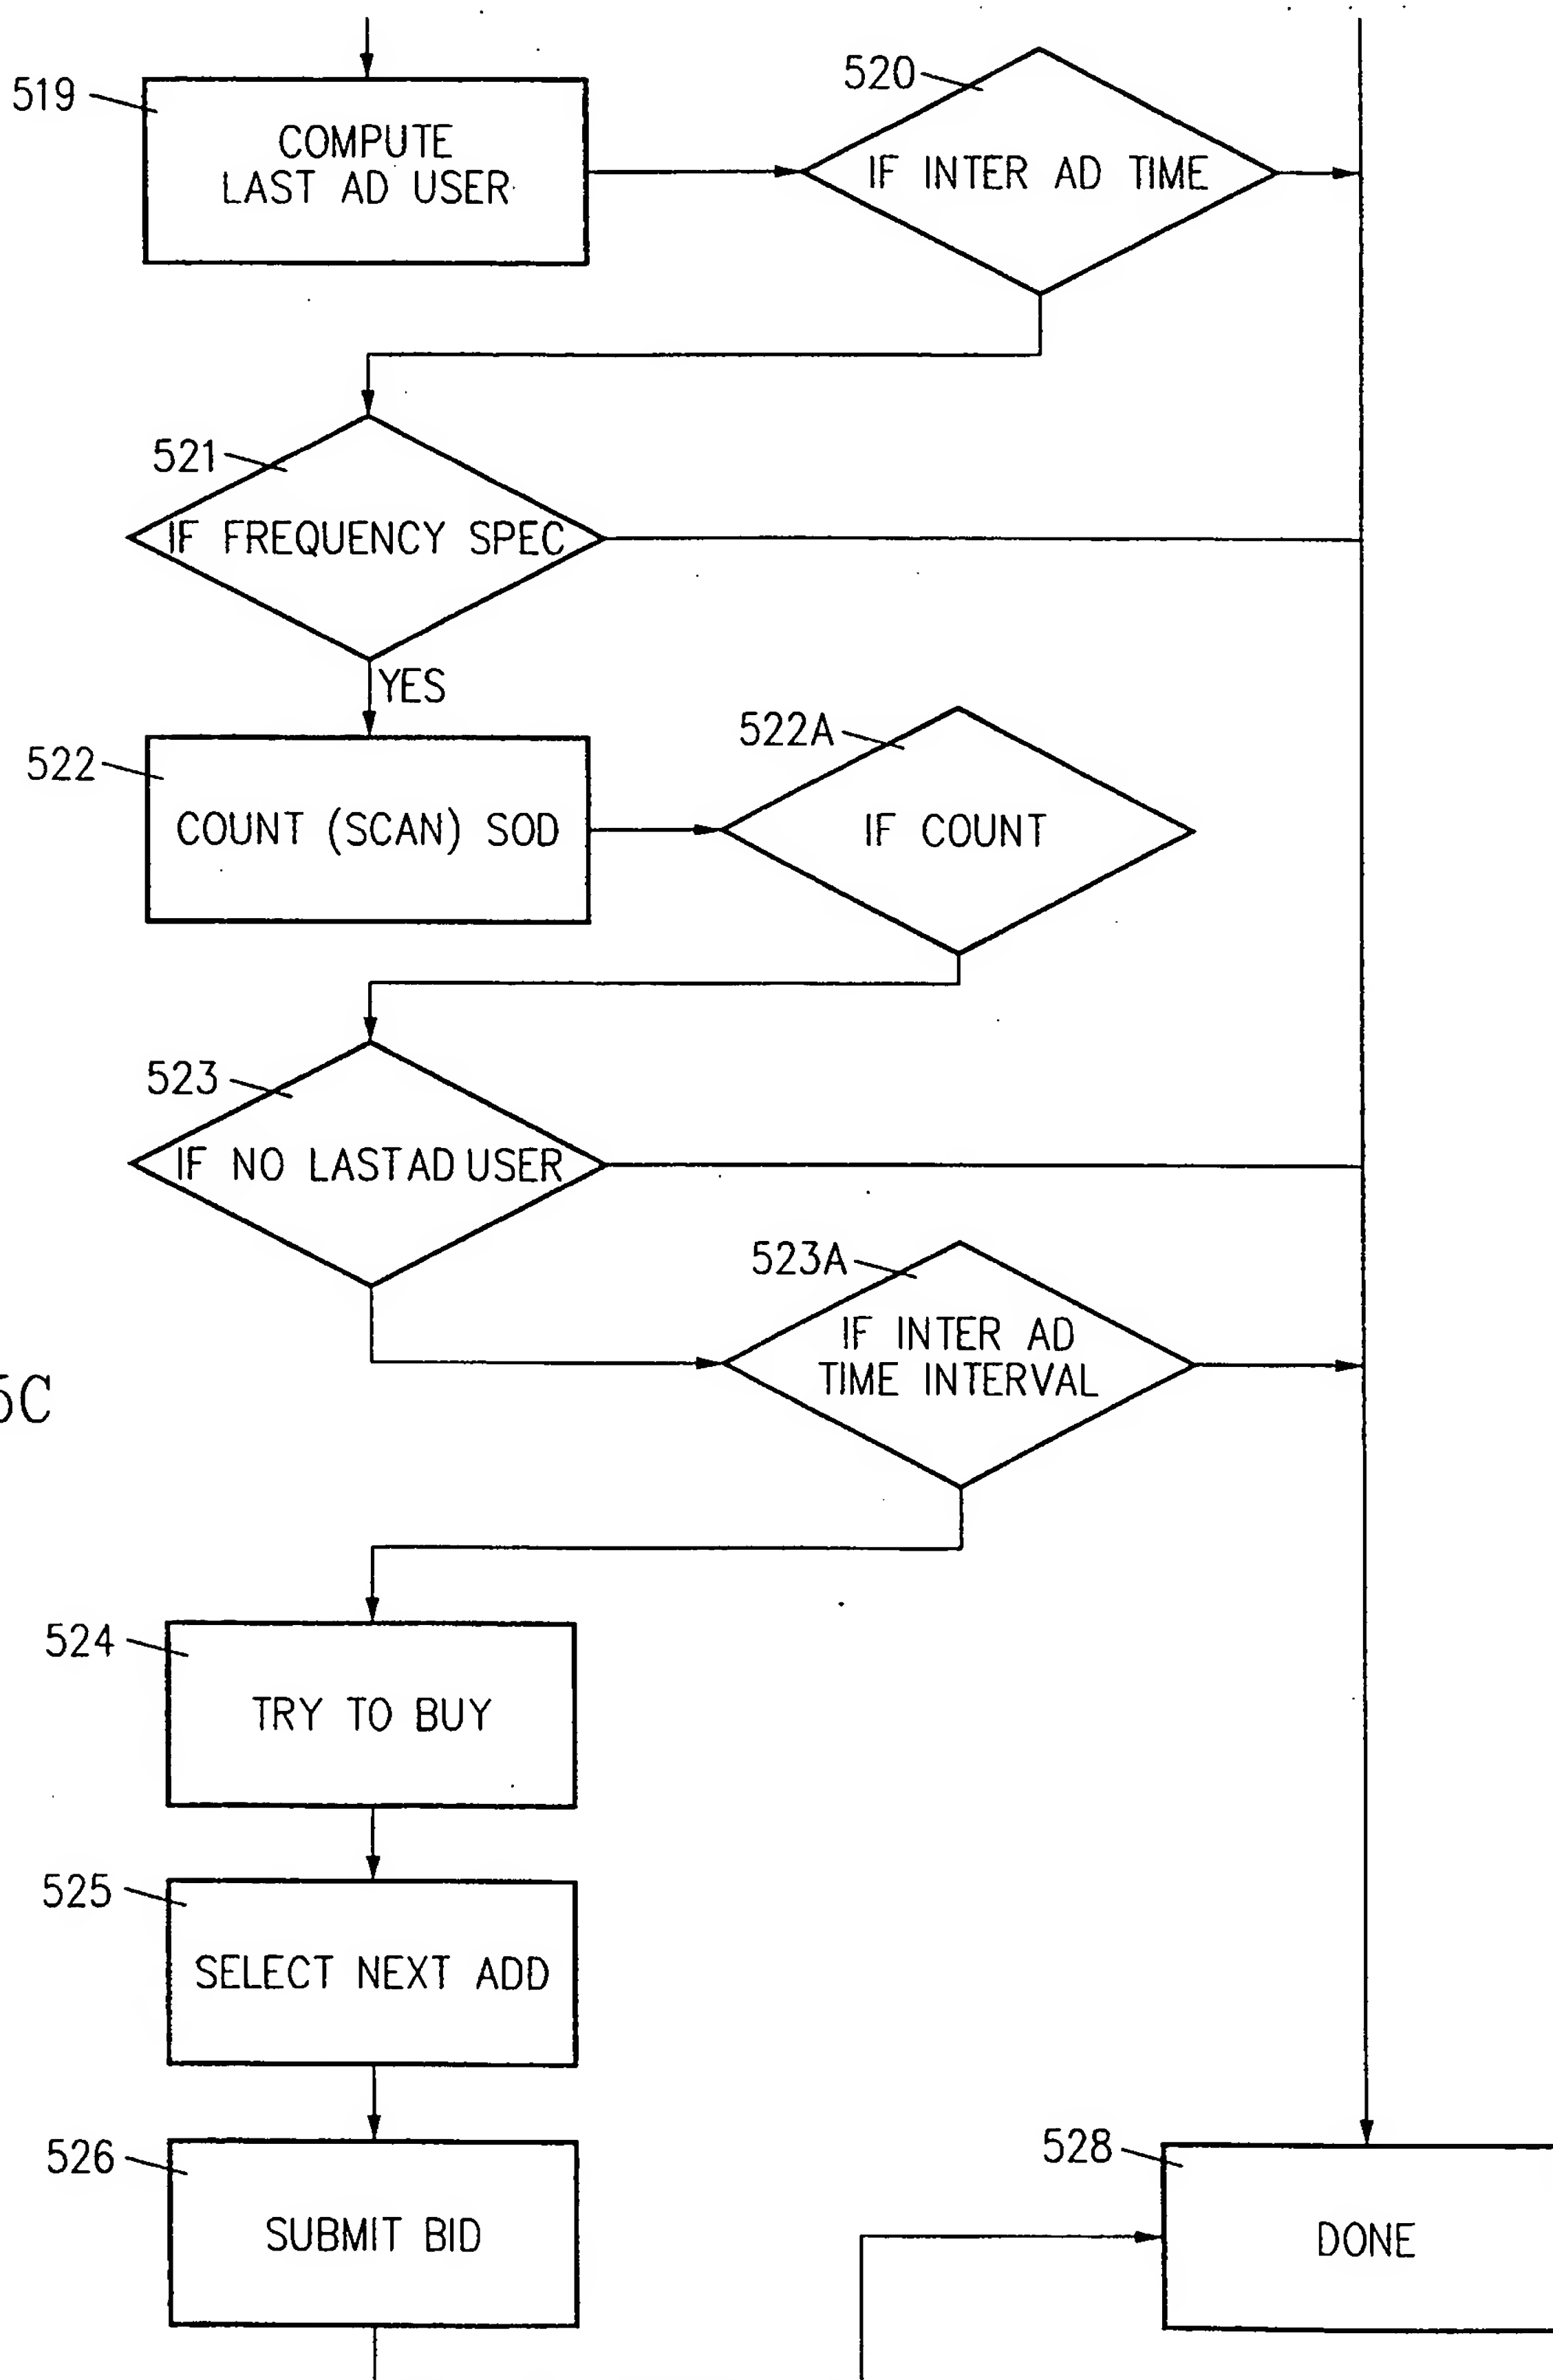 519
COMPUTE
LAST AD USER
520
IF INTER AD TIME
521
IF FREQUENCY SPEC
YES
522
COUNT (SCAN) SOD
522A
IF COUNT
523
IF NO LAST AD USER
523A
IF INTER AD
TIME INTERVAL
5C
524
TRY TO BUY
525
SELECT NEXT ADD
526
SUBMIT BID
528
DONE